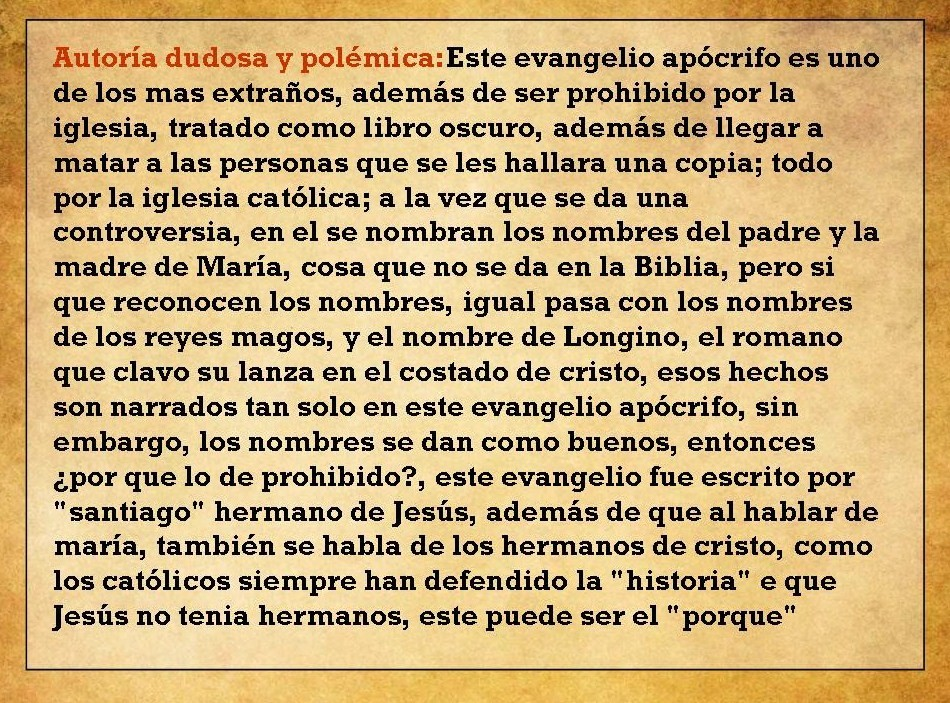 Autoría dudosa y polémica:Este evangelio apócrifo es uno
de los mas extraños, además de ser prohibido por la
iglesia, tratado como libro oscuro, además de llegar a
matar a las personas que se les hallara una copia; todo
por la iglesia católica; a la vez que se da una
controversia, en el se nombran los nombres del padre y la
madre de María, cosa que no se da en la Biblia, pero si
que reconocen los nombres, igual pasa con los nombres
de los reyes magos, y el nombre de Longino, el romano
que clavo su lanza en el costado de cristo, esos hechos
son narrados tan solo en este evangelio apócrifo, sin
embargo, los nombres se dan como buenos, entonces
¿por que lo de prohibido?, este evangelio fue escrito por
"santiago" hermano de Jesús, además de que al hablar de
maría, también se habla de los hermanos de cristo, como
los católicos siempre han defendido la "historia" e que
Jesús no tenia hermanos, este puede ser el "porque"